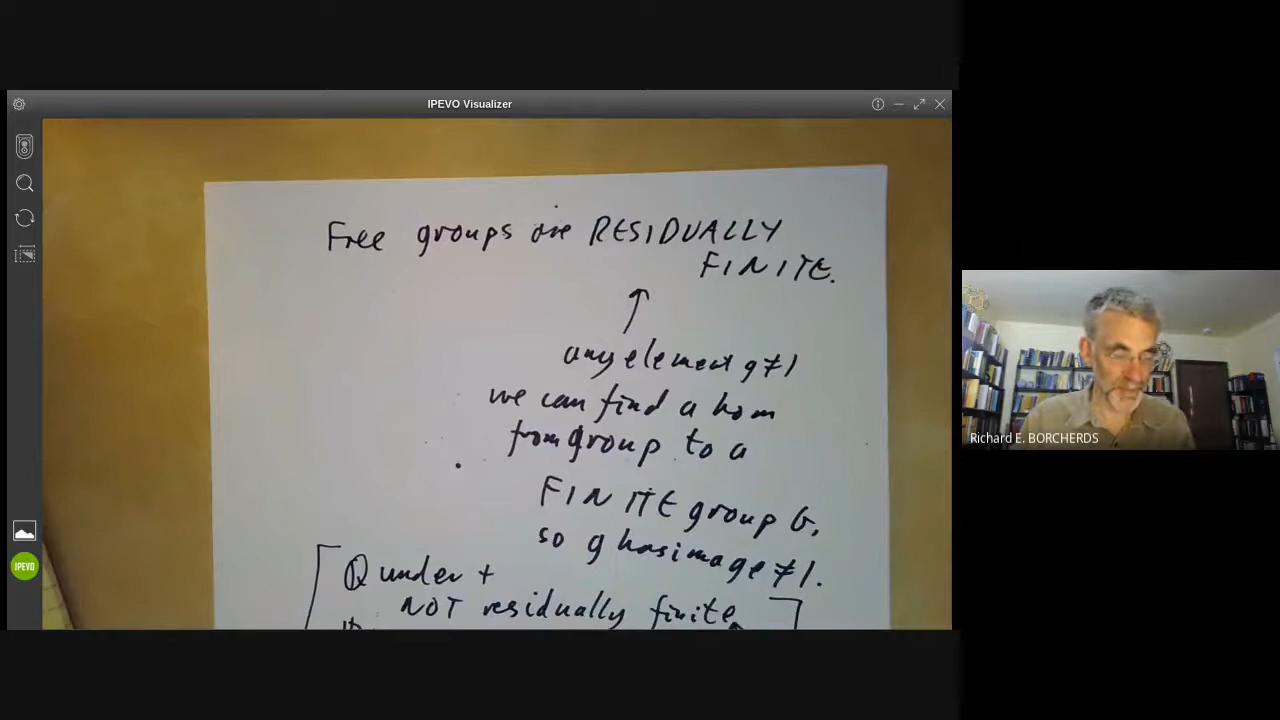 IPEVO Visualizer
Free groups are RESIDUALLY
FINITE.
any element g≠1
we can find a hom
from group to a
FINITE group G,
so g has image ≠ 1.
Q under +
NOT residually finite
Richard E. BORCHERDS
IPEVO